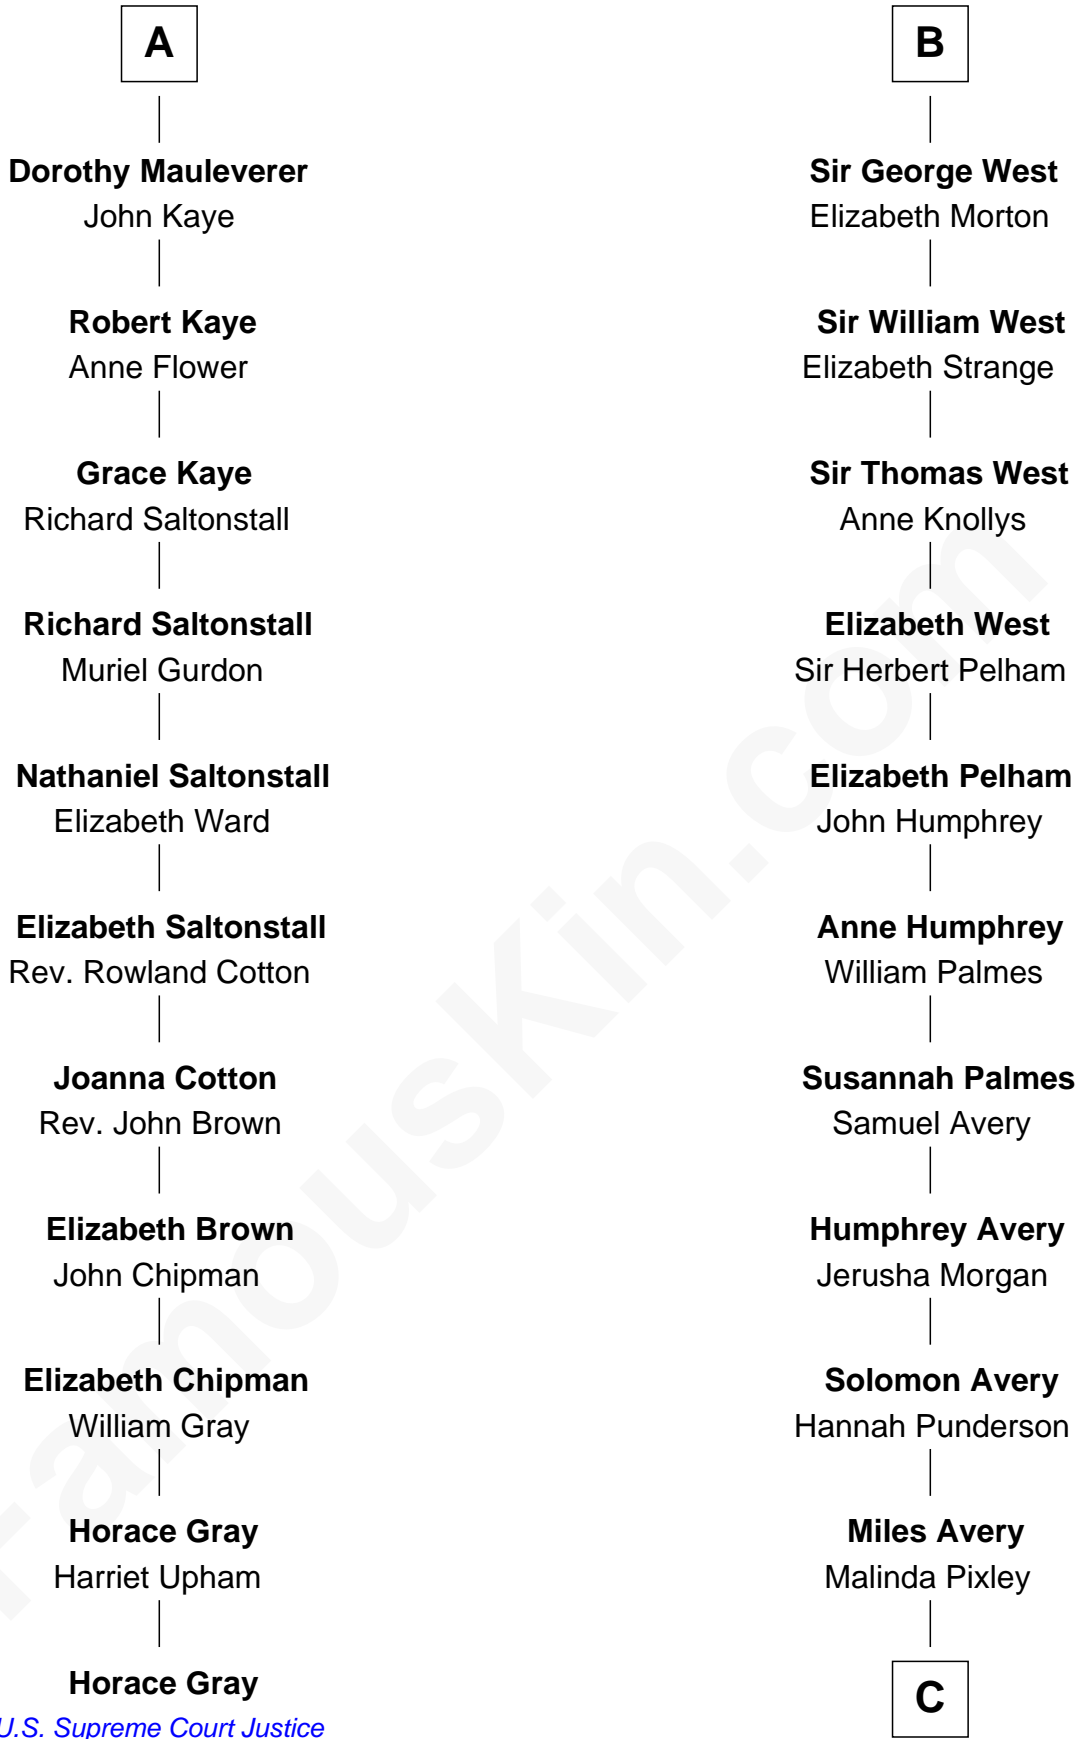 A
Dorothy Mauleverer
John Kaye
Robert Kaye
Anne Flower
Grace Kaye
Richard Saltonstall
Richard Saltonstall
Muriel Gurdon
Nathaniel Saltonstall
Elizabeth Ward
Elizabeth Saltonstall
Rev. Rowland Cotton
Joanna Cotton
Rev. John Brown
Elizabeth Brown
John Chipman
Elizabeth Chipman
William Gray
Horace Gray
Harriet Upham
Horace Gray
U.S. Supreme Court Justice
B
Sir George West
Elizabeth Morton
Sir William West
Elizabeth Strange
Sir Thomas West
Anne Knollys
Elizabeth West
Sir Herbert Pelham
Elizabeth Pelham
John Humphrey
Anne Humphrey
William Palmes
Susannah Palmes
Samuel Avery
Humphrey Avery
Jerusha Morgan
Solomon Avery
Hannah Punderson
Miles Avery
Malinda Pixley
C
FamousKin.com